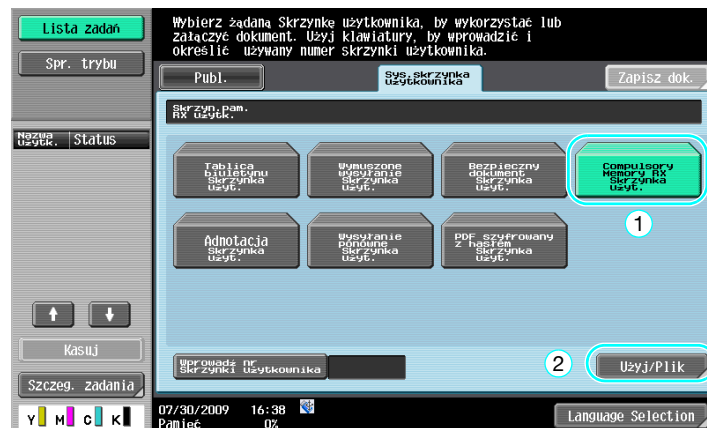 Lista zadań
Spr. trybu
Nazwa użytk.
Status
Kasuj
Szczeg. zadania
Y M C K
Wybierz żądaną Skrzynkę użytkownika, by wykorzystać lub
załączyć dokument. Użyj klawiatury, by wprowadzić i
określić używany numer skrzynki użytkownika.
Publ.
Sys.skrzynka
użytkownika
Zapisz dok.
Skrzyn.pam.
RX użytk.
Tablica
biuletynu
Skrzynka
użyt.
Wymuszone
wysyłanie
Skrzynka
użyt.
Bezpieczny
dokument
Skrzynka
użyt.
Compulsory
Memory RX
Skrzynka
użyt.
1
Adnotacja
Skrzynka
użyt.
Wysyłanie
ponowne
Skrzynka
użyt.
PDF szyfrowany
z hasłem
Skrzynka
użyt.
Wprowadź nr
Skrzynki użytkownika
2
Użyj/Plik
07/30/2009 16:38
Pamięć 0%
Language Selection